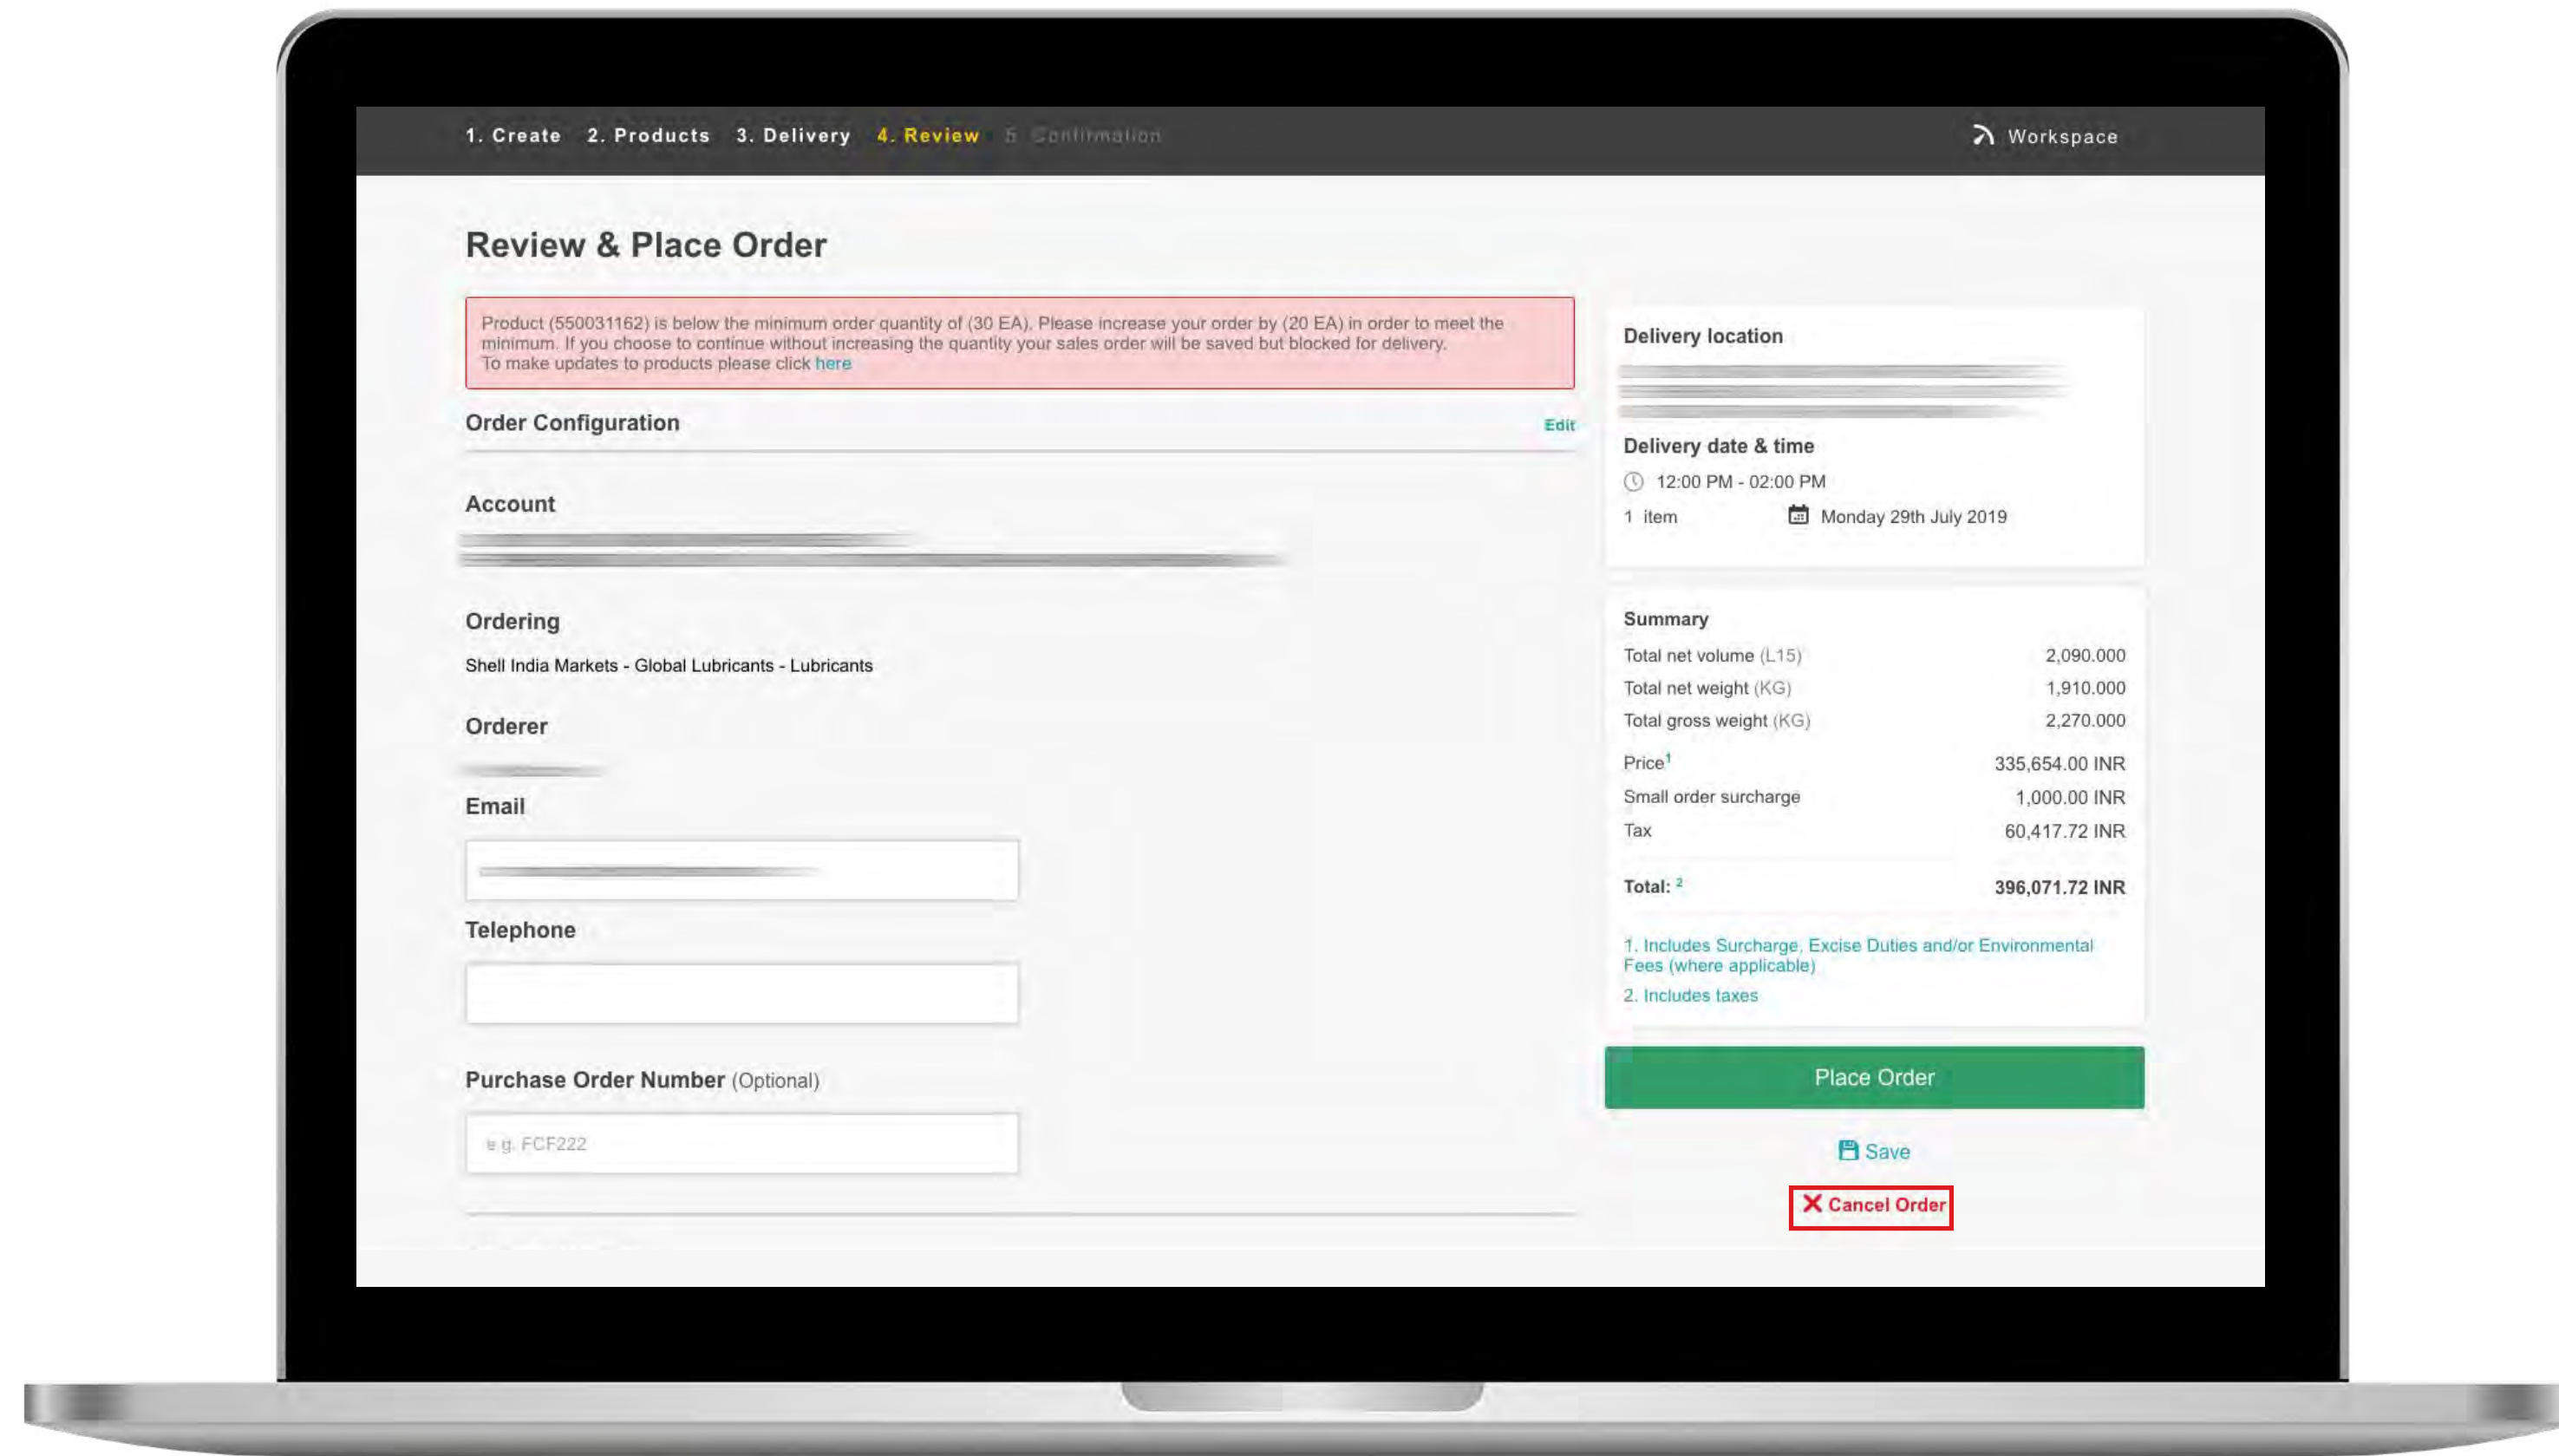 1. Create 2. Products 3. Delivery 4. Review 5 Confirmation
Workspace
Review & Place Order
Product (550031162) is below the minimum order quantity of (30 EA). Please increase your order by (20 EA) in order to meet the
minimum. If you choose to continue without increasing the quantity your sales order will be saved but blocked for delivery.
To make updates to products please click here
Order Configuration
Edit
Account
Ordering
Shell India Markets - Global Lubricants - Lubricants
Orderer
Email
Telephone
Purchase Order Number (Optional)
e.g. FCF222
Delivery location
Delivery date & time
12:00 PM - 02:00 PM
1 item Monday 29th July 2019
Summary
Total net volume (L15) 2,090.000
Total net weight (KG) 1,910.000
Total gross weight (KG) 2,270.000
Price1 335,654.00 INR
Small order surcharge 1,000.00 INR
Tax 60,417.72 INR
Total: 2 396,071.72 INR
1. Includes Surcharge, Excise Duties and/or Environmental
Fees (where applicable)
2. Includes taxes
Place Order
Save
Cancel Order